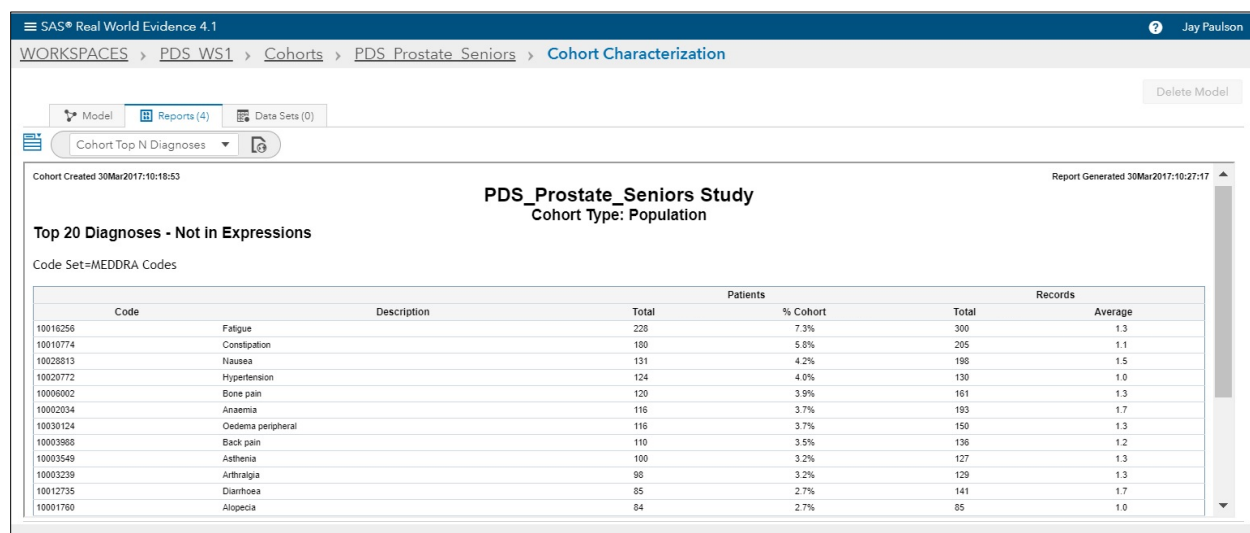 SAS® Real World Evidence 4.1 ? Jay Paulson
WORKSPACES › PDS_WS1 › Cohorts › PDS_Prostate_Seniors › Cohort Characterization
Delete Model
Model Reports (4) Data Sets (0)
Cohort Top N Diagnoses
Cohort Created 30Mar2017:10:18:53 Report Generated 30Mar2017:10:27:17
PDS_Prostate_Seniors Study
Cohort Type: Population
Top 20 Diagnoses - Not in Expressions
Code Set=MEDDRA Codes
Patients Records
Code Description Total % Cohort Total Average
10016256 Fatigue 228 7.3% 300 1.3
10010774 Constipation 180 5.8% 205 1.1
10028813 Nausea 131 4.2% 198 1.5
10020772 Hypertension 124 4.0% 130 1.0
10006002 Bone pain 120 3.9% 161 1.3
10002034 Anaemia 116 3.7% 193 1.7
10030124 Oedema peripheral 116 3.7% 150 1.3
10003988 Back pain 110 3.5% 136 1.2
10003549 Asthenia 100 3.2% 127 1.3
10003239 Arthralgia 98 3.2% 129 1.3
10012735 Diarrhoea 85 2.7% 141 1.7
10001760 Alopecia 84 2.7% 85 1.0